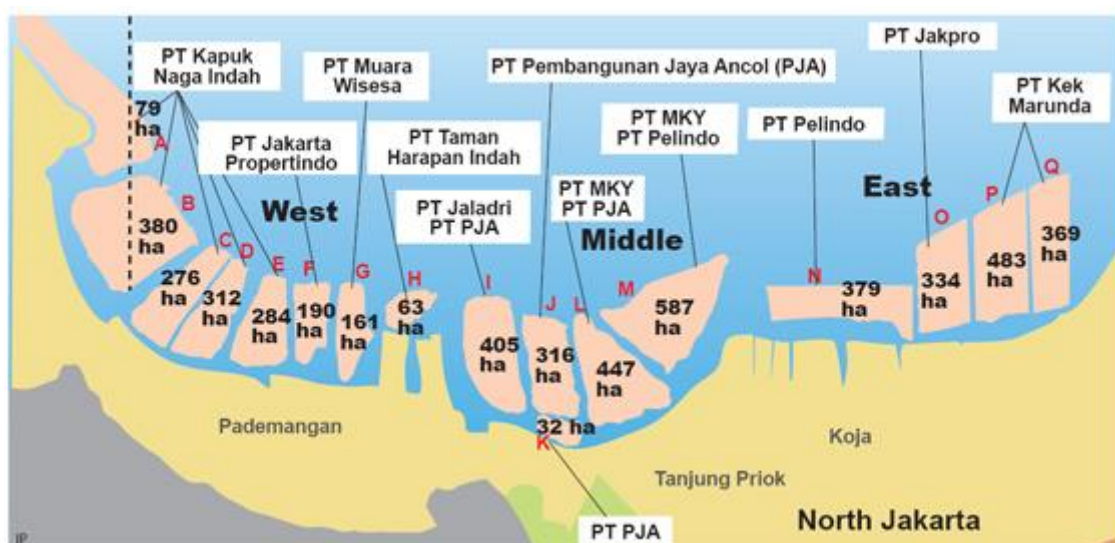 PT Kapuk
Naga Indah
PT Muara
Wisesa
PT Pembangunan Jaya Ancol (PJA)
PT Jakpro
PT Kek
Marunda
79
ha
A
PT Jakarta
Propertindo
PT Taman
Harapan Indah
PT MKY
PT Pelindo
PT Pelindo
B
West
PT Jaladri
PT PJA
PT MKY
PT PJA
Middle
East
Q
P
O
380
ha
C
D
E
F
G
H
I
J
L
M
N
276
ha
312
ha
284
ha
190
ha
161
ha
63
ha
405
ha
316
ha
447
ha
587
ha
379
ha
334
ha
483
ha
369
ha
32 ha
K
Pademangan
Koja
Tanjung Priok
PT PJA
North Jakarta
JP